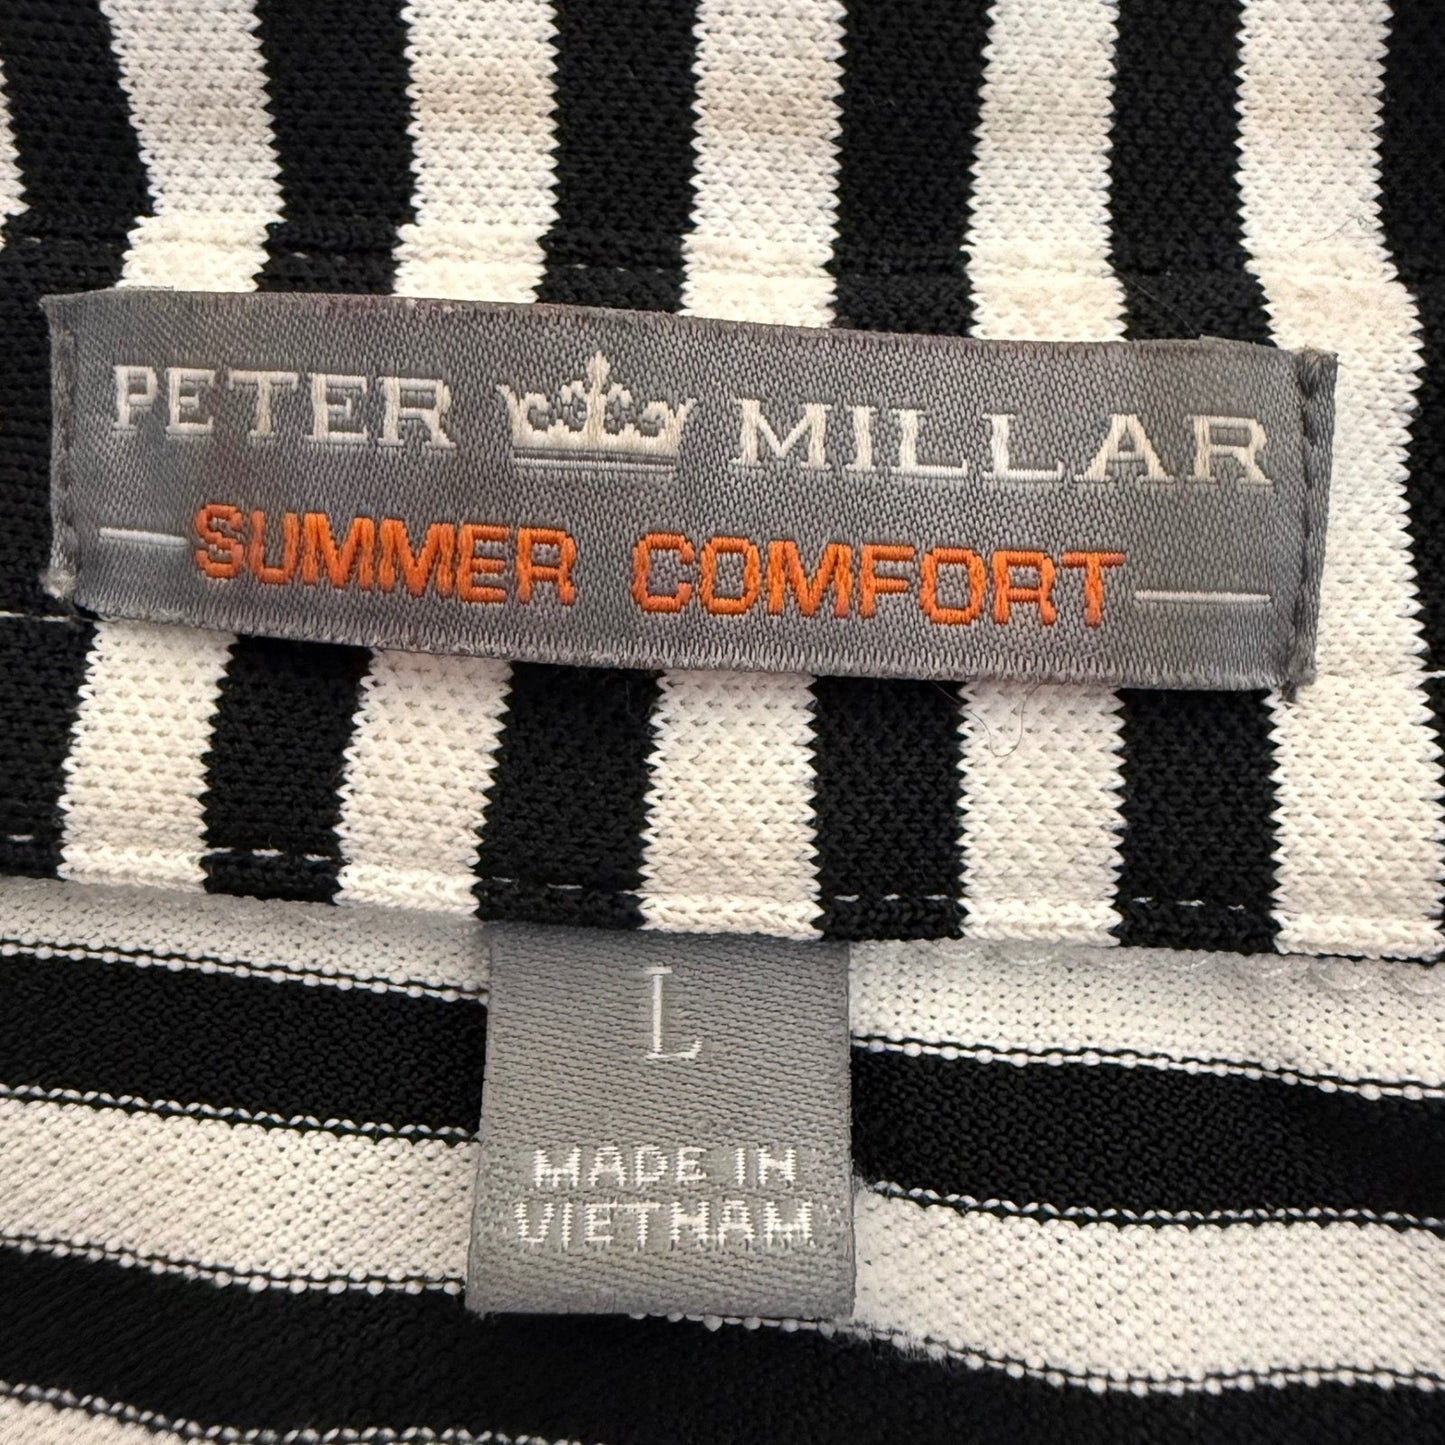 PETER MILLAR
SUMMER COMFORT
L
MADE IN
VIETNAM